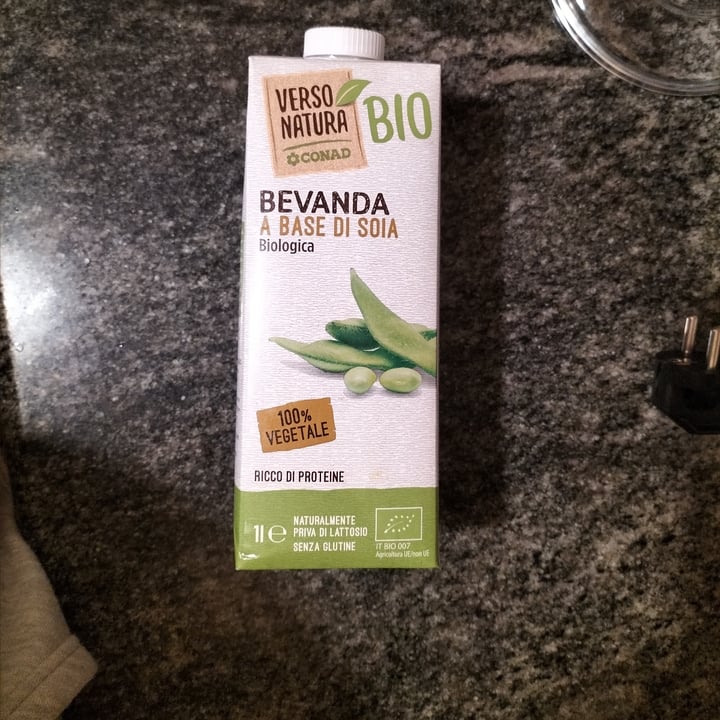 VERSO
NATURA
CONAD
BIO
BEVANDA
A BASE DI SOIA
Biologica
100%
VEGETALE
RICCO DI PROTEINE
1l e
NATURALMENTE
PRIVA DI LATTOSIO
SENZA GLUTINE
IT BIO 007
Agricoltura UE/non UE